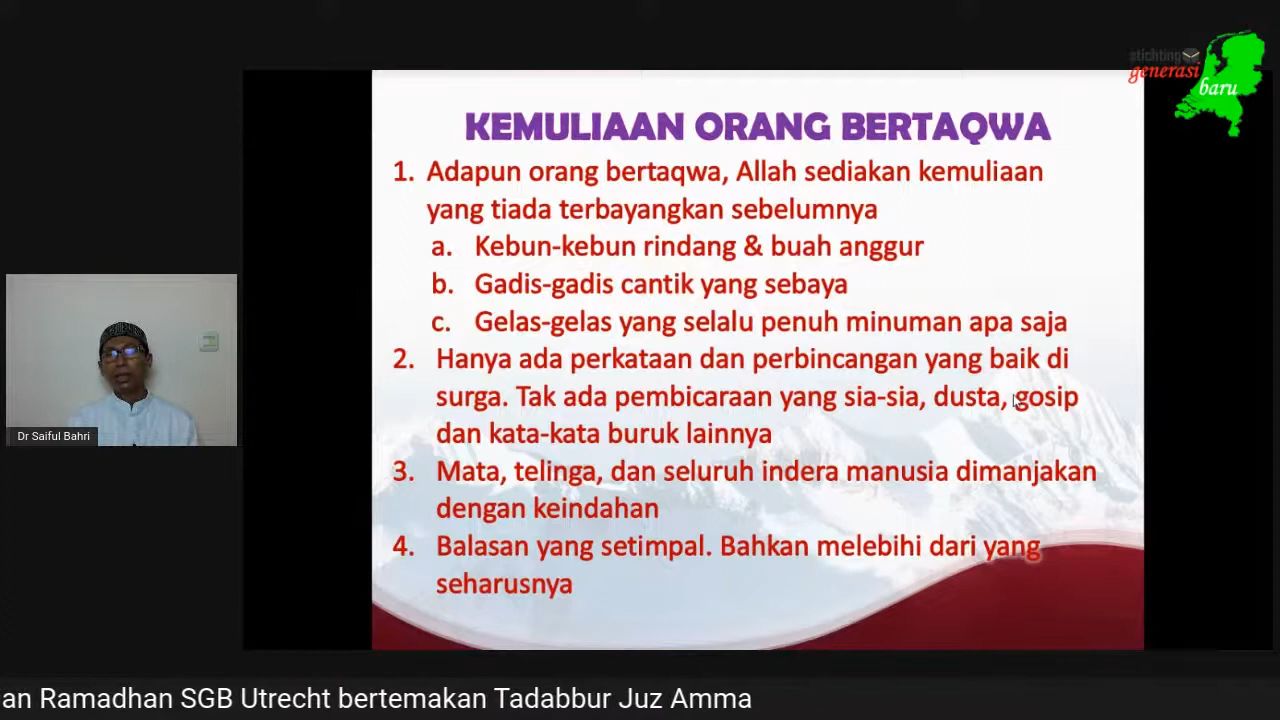 stichting
generasi
baru
KEMULIAAN ORANG BERTAQWA
1. Adapun orang bertaqwa, Allah sediakan kemuliaan
yang tiada terbayangkan sebelumnya
a. Kebun-kebun rindang & buah anggur
b. Gadis-gadis cantik yang sebaya
c. Gelas-gelas yang selalu penuh minuman apa saja
2. Hanya ada perkataan dan perbincangan yang baik di
surga. Tak ada pembicaraan yang sia-sia, dusta, gosip
dan kata-kata buruk lainnya
3. Mata, telinga, dan seluruh indera manusia dimanjakan
dengan keindahan
4. Balasan yang setimpal. Bahkan melebihi dari yang
seharusnya
Dr Saiful Bahri
an Ramadhan SGB Utrecht bertemakan Tadabbur Juz Amma